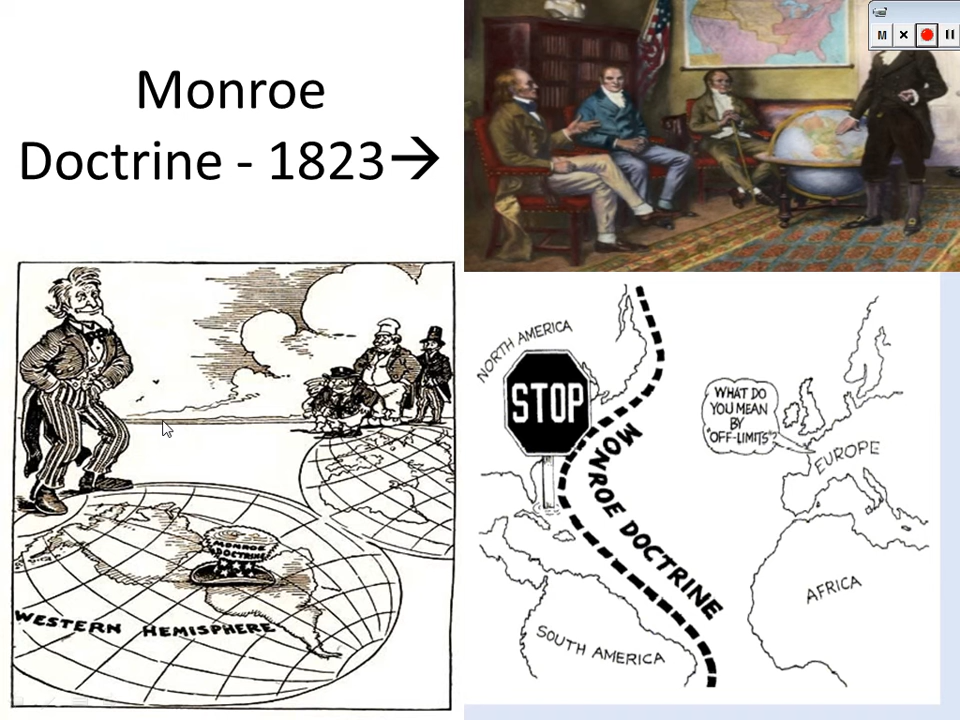 Monroe
Doctrine - 1823→
M
MONROE
DOCTRINE
WESTERN HEMISPHERE
NORTH AMERICA
STOP
MONROE DOCTRINE
WHAT DO
YOU MEAN
BY
"OFF-LIMITS"?
EUROPE
AFRICA
SOUTH AMERICA